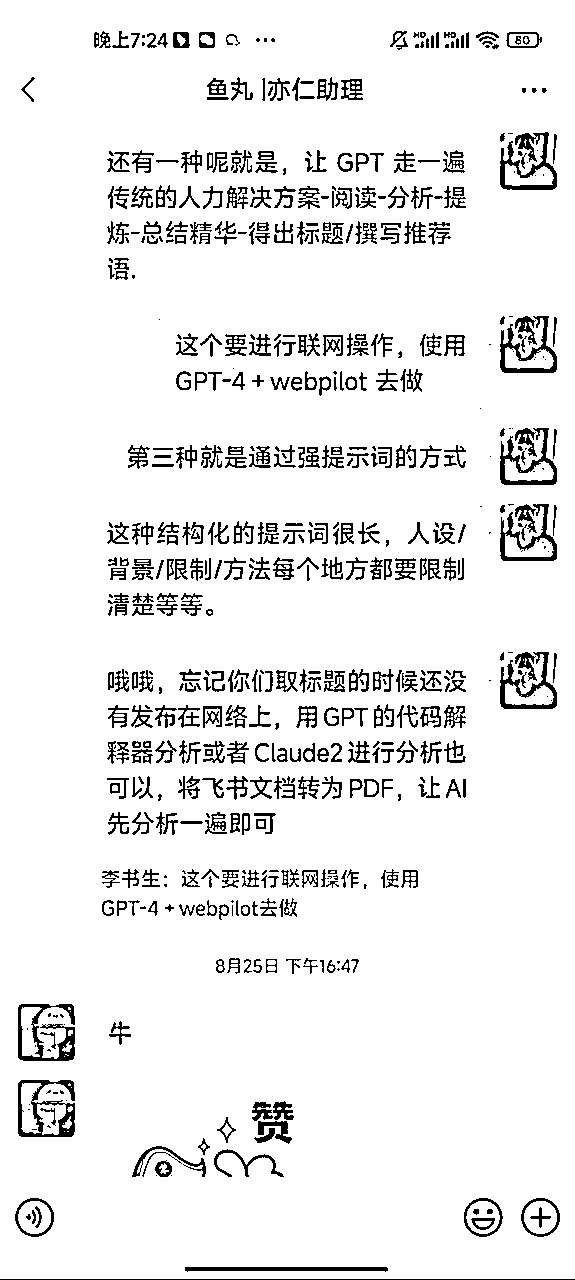 晚上7:24
80
鱼丸 |亦仁助理
还有一种呢就是，让 GPT 走一遍
传统的人力解决方案-阅读-分析-提
炼-总结精华-得出标题/撰写推荐
语.
这个要进行联网操作，使用
GPT-4 + webpilot 去做
第三种就是通过强提示词的方式
这种结构化的提示词很长，人设/
背景/限制/方法每个地方都要限制
清楚等等。
哦哦，忘记你们取标题的时候还没
有发布在网络上，用GPT的代码解
释器分析或者Claude2进行分析也
可以，将飞书文档转为PDF，让AI
先分析一遍即可
李书生：这个要进行联网操作，使用
GPT-4 + webpilot去做
8月25日 下午16:47
牛
赞